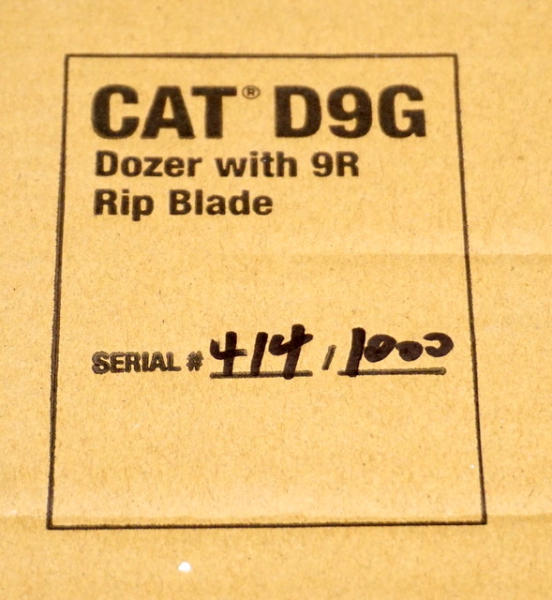 CAT® D9G
Dozer with 9R
Rip Blade
SERIAL # 414 / 1000